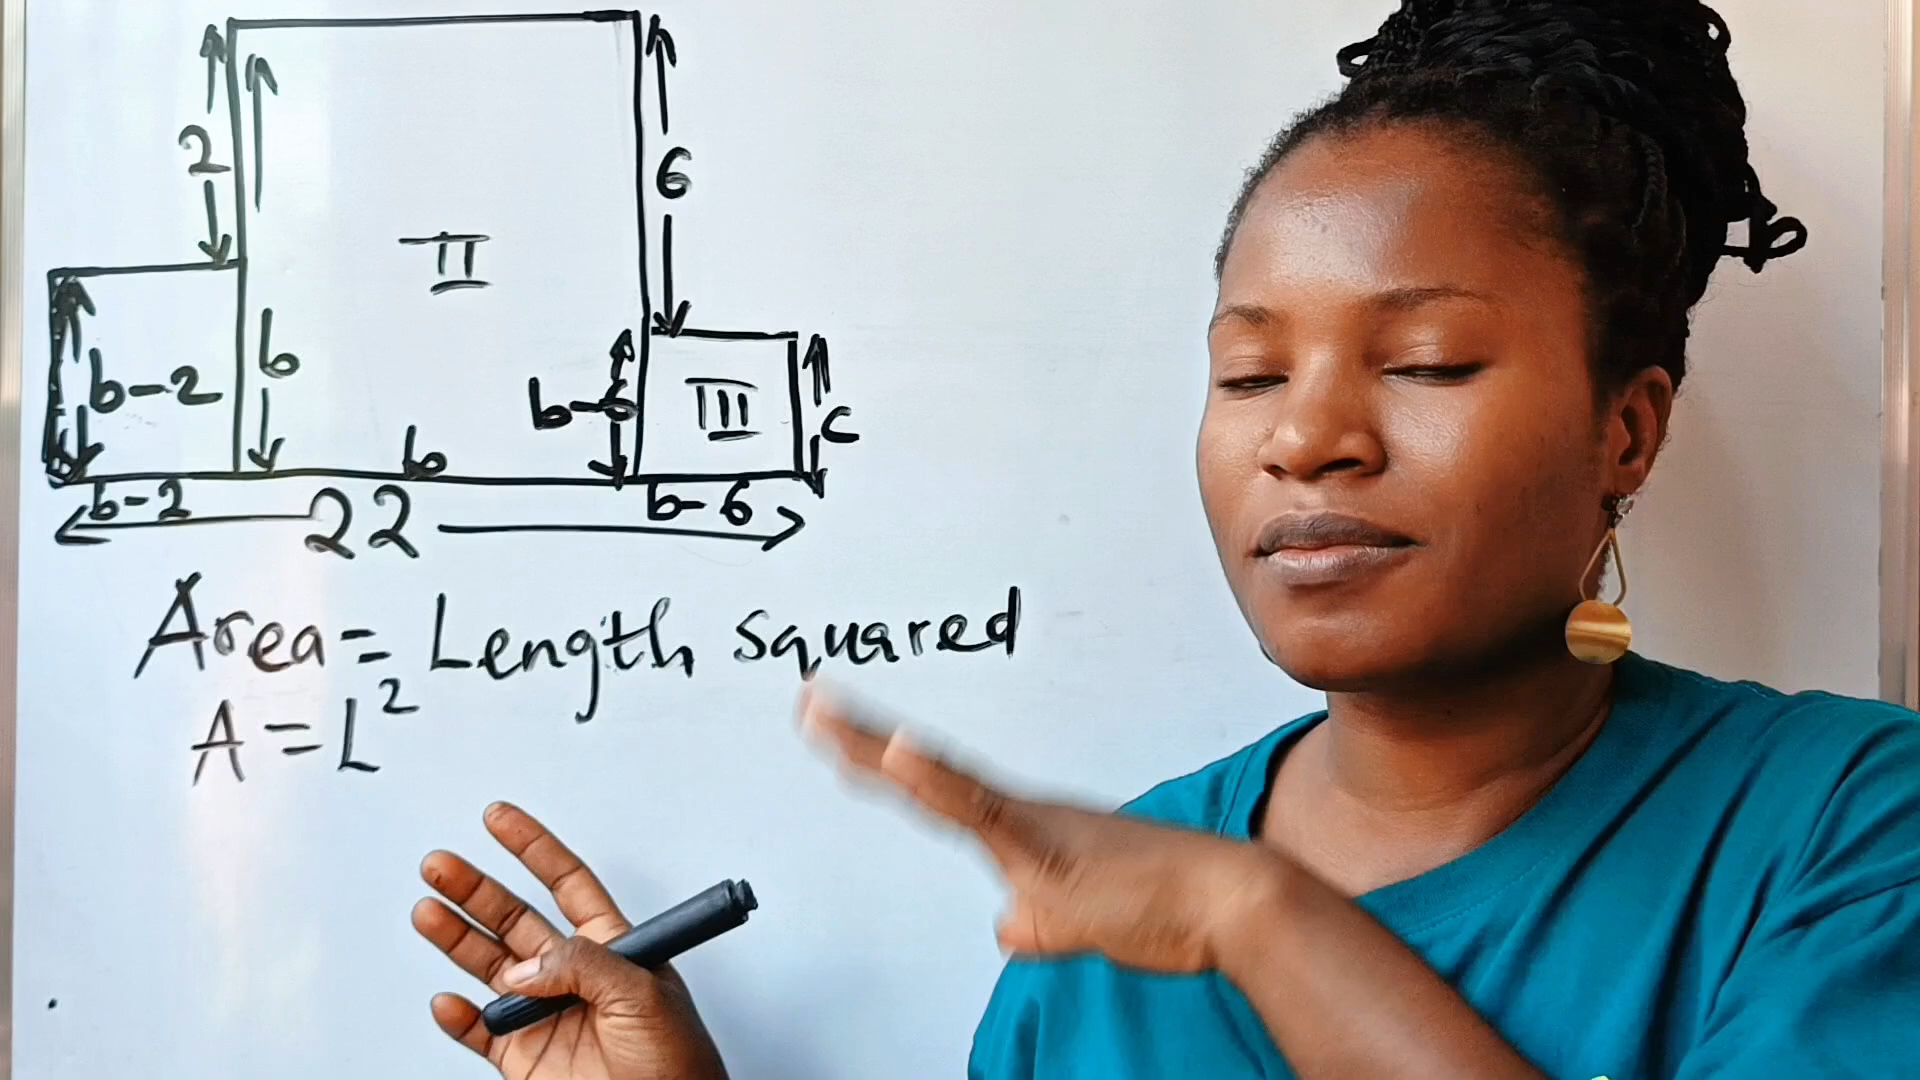 2
6
II
b
b-2
b-6
III
c
b
b-2
b-6
22
Area = Length squared
A = L²